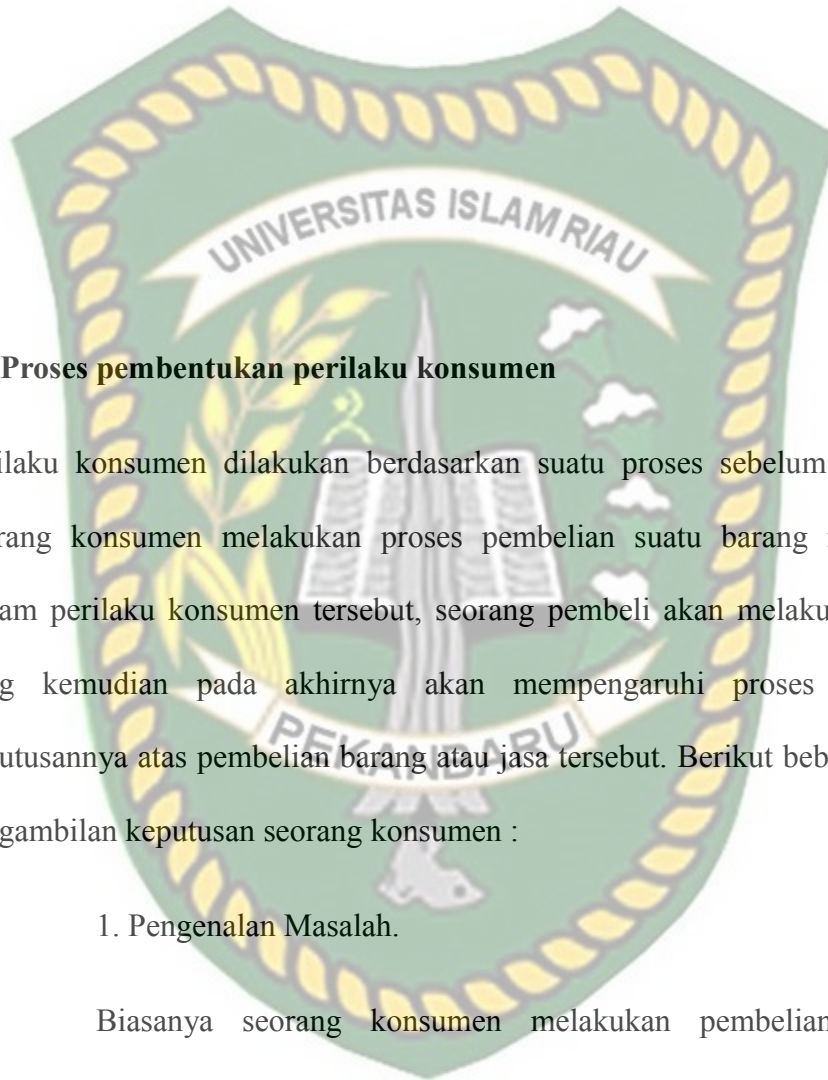 UNIVERSITAS ISLAM RIAU
Proses pembentukan perilaku konsumen
ilaku konsumen dilakukan berdasarkan suatu proses sebelum
rang konsumen melakukan proses pembelian suatu barang
am perilaku konsumen tersebut, seorang pembeli akan melaku
g kemudian pada akhirnya akan mempengaruhi proses
PEKANBARU
utusannya atas pembelian barang atau jasa tersebut. Berikut beb
gambilan keputusan seorang konsumen :
1. Pengenalan Masalah.
Biasanya seorang konsumen melakukan pembelian